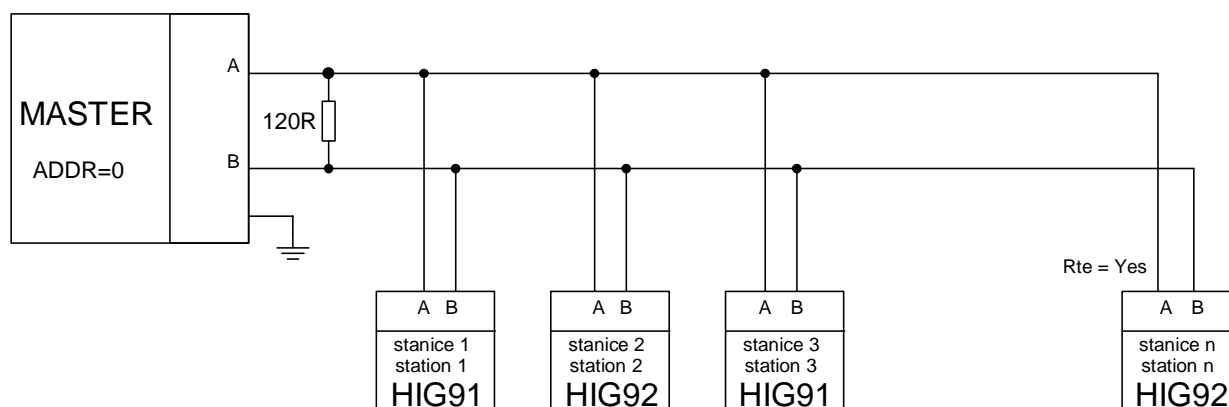 A
MASTER
120R
B
ADDR=0
Rte = Yes
A B
stanice 1
station 1
HIG91
A B
stanice 2
station 2
HIG92
A B
stanice 3
station 3
HIG91
A B
stanice n
station n
HIG92